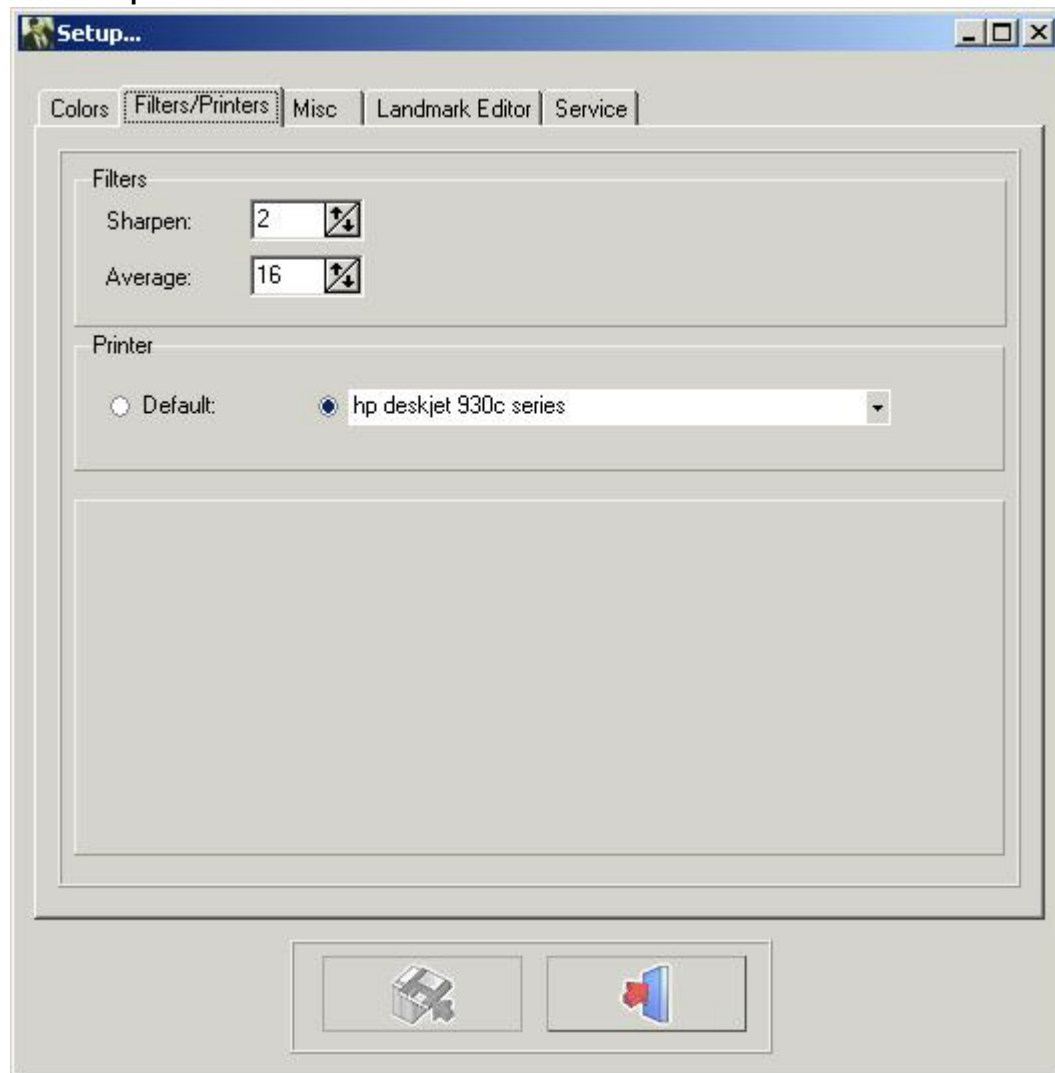 Setup...
Colors Filters/Printers Misc Landmark Editor Service
Filters
Sharpen: 2
Average: 16
Printer
Default: hp deskjet 930c series